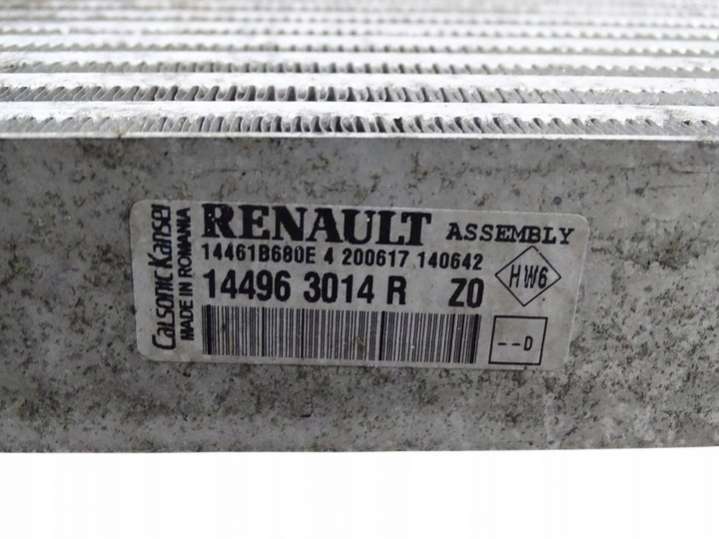 Calsonic Kansei
MADE IN ROMANIA
RENAULT ASSEMBLY
14461B680E 4 200617 140642
14496 3014 R Z0
HW6
--D